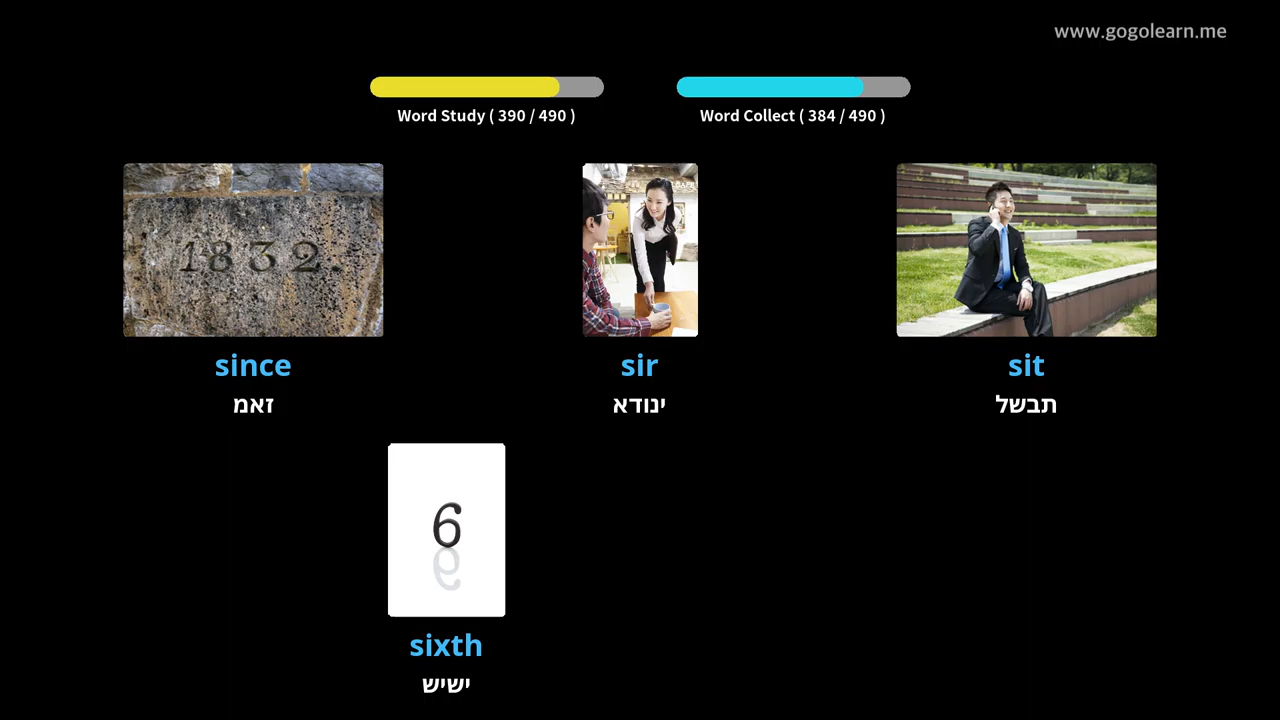 www.gogolearn.me
Word Study ( 390 / 490 )
Word Collect ( 384 / 490 )
1832.
since
זאמ
sir
ינודא
sit
תבשל
6
sixth
ישיש